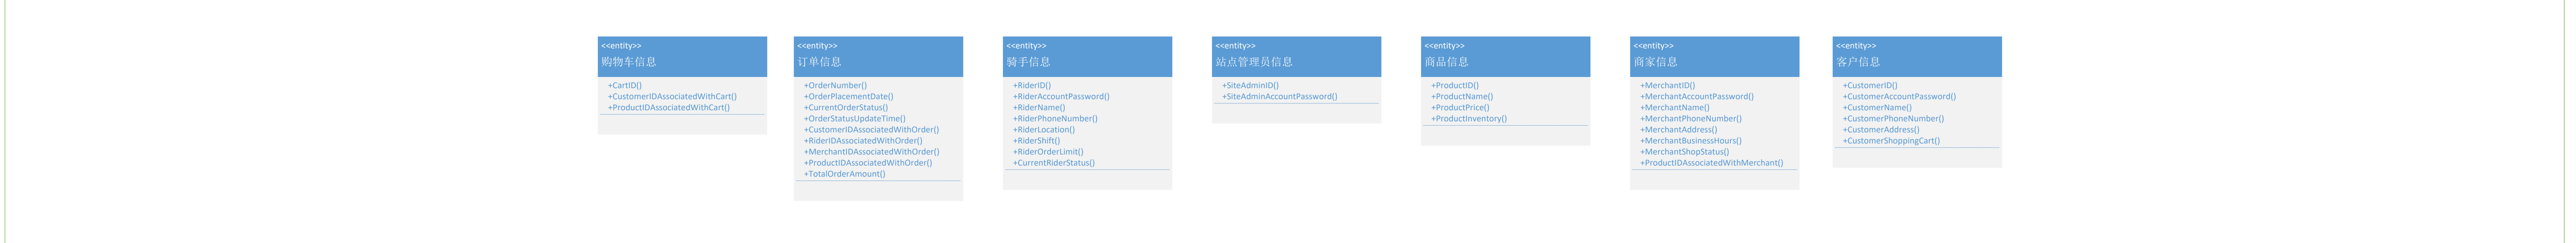 <<entity>>
购物车信息
+CartID()
+CustomerIDAssociatedWithCart()
+ProductIDAssociatedWithCart()
<<entity>>
订单信息
+OrderNumber()
+OrderPlacementDate()
+CurrentOrderStatus()
+OrderStatusUpdateTime()
+CustomerIDAssociatedWithOrder()
+RiderIDAssociatedWithOrder()
+MerchantIDAssociatedWithOrder()
+ProductIDAssociatedWithOrder()
+TotalOrderAmount()
<<entity>>
骑手信息
+RiderID()
+RiderAccountPassword()
+RiderName()
+RiderPhoneNumber()
+RiderLocation()
+RiderShift()
+RiderOrderLimit()
+CurrentRiderStatus()
<<entity>>
站点管理员信息
+SiteAdminID()
+SiteAdminAccountPassword()
<<entity>>
商品信息
+ProductID()
+ProductName()
+ProductPrice()
+ProductInventory()
<<entity>>
商家信息
+MerchantID()
+MerchantAccountPassword()
+MerchantName()
+MerchantPhoneNumber()
+MerchantAddress()
+MerchantBusinessHours()
+MerchantShopStatus()
+ProductIDAssociatedWithMerchant()
<<entity>>
客户信息
+CustomerID()
+CustomerAccountPassword()
+CustomerName()
+CustomerPhoneNumber()
+CustomerAddress()
+CustomerShoppingCart()